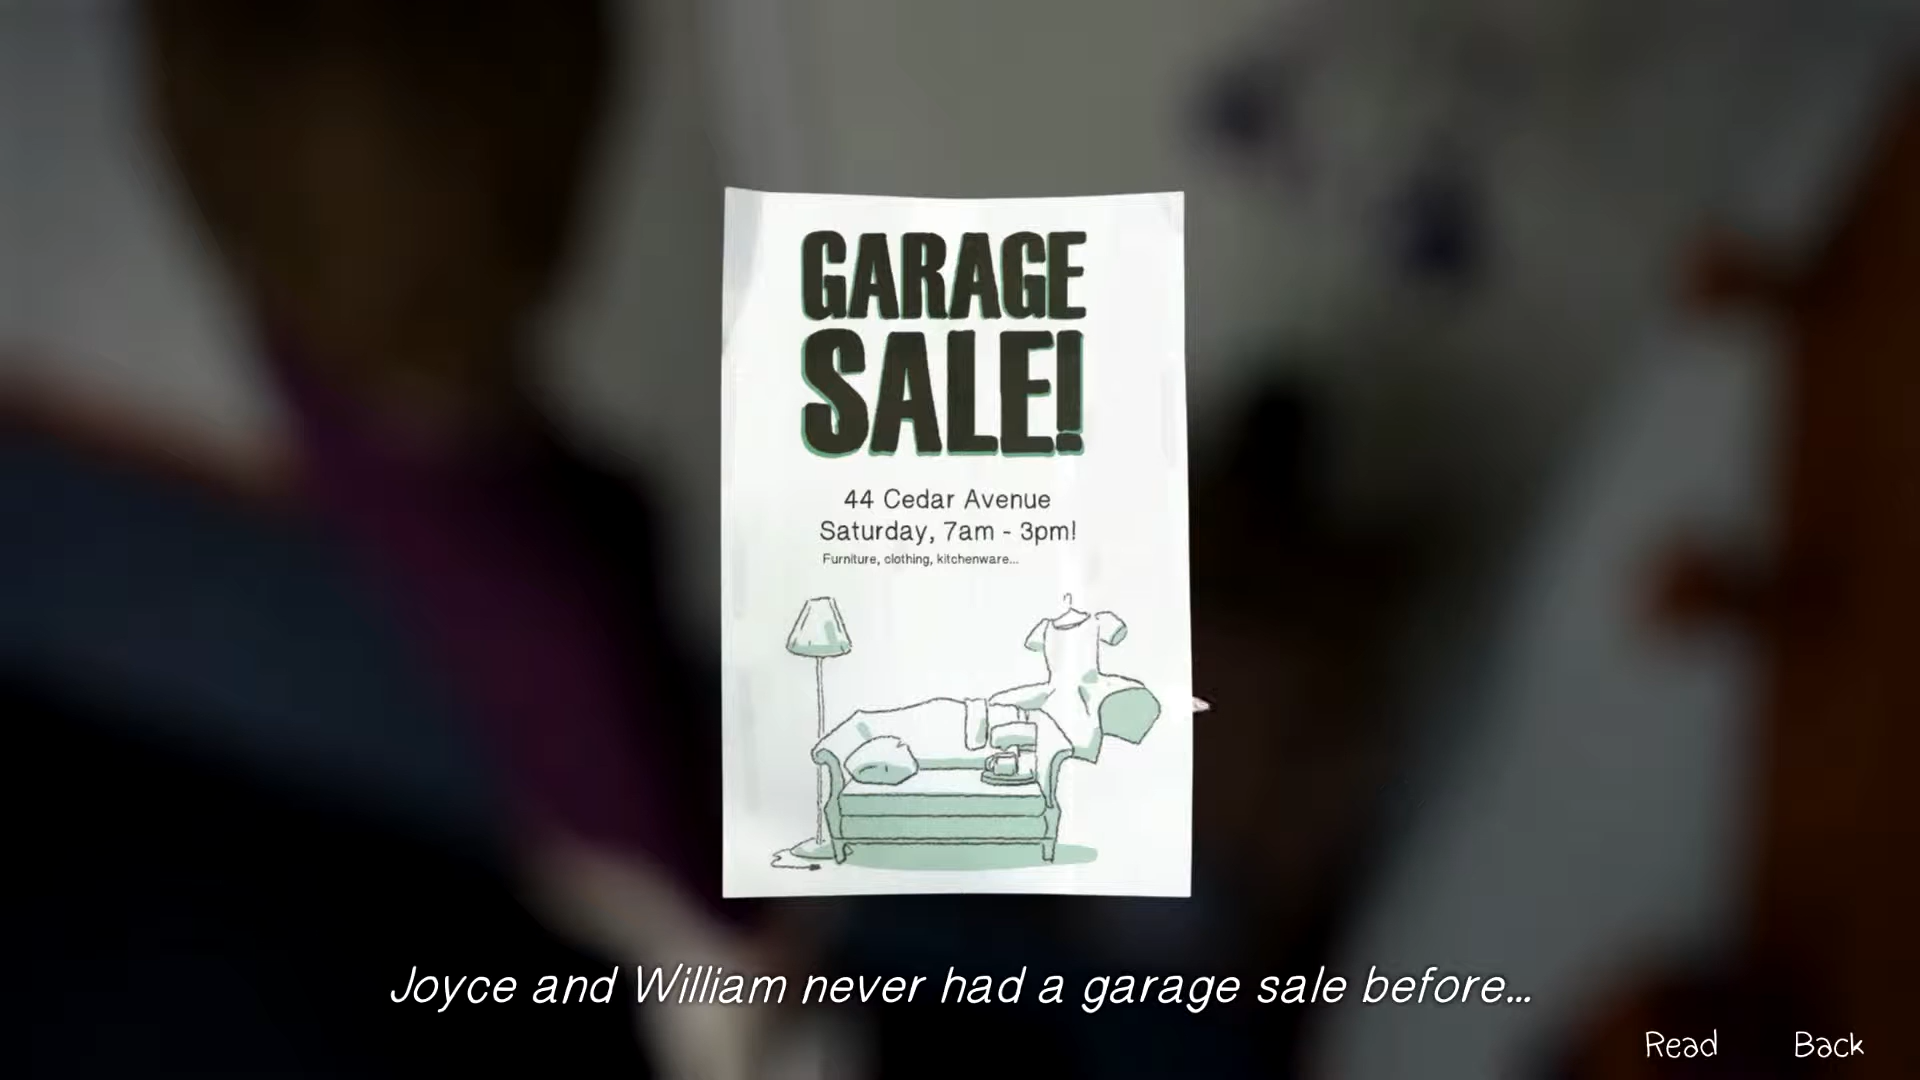 GARAGE
SALE!
44 Cedar Avenue
Saturday, 7am - 3pm!
Furniture, clothing, kitchenware...
Joyce and William never had a garage sale before...
Read Back